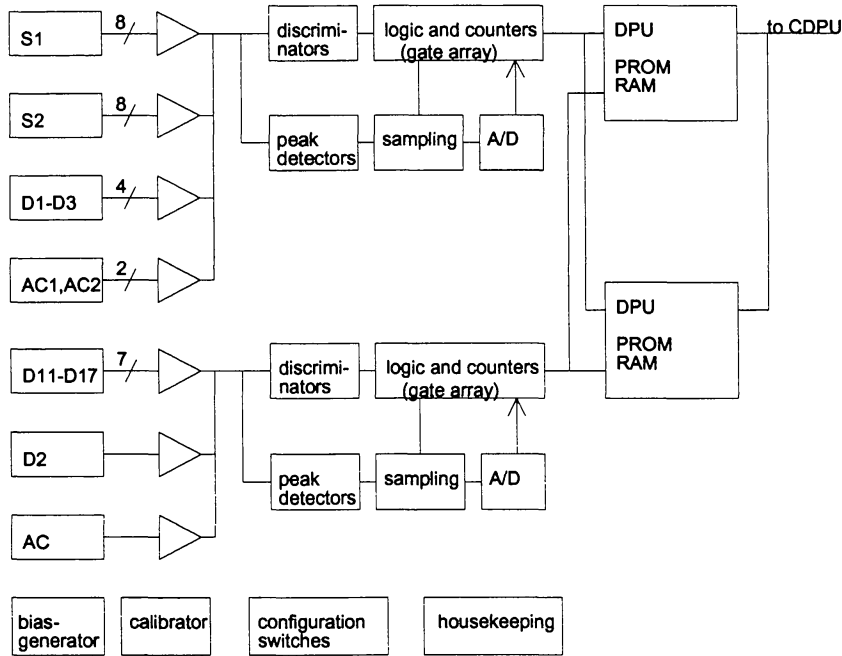 S1
8
discrimi-
nators
logic and counters
(gate array)
DPU
to CDPU
PROM
RAM
S2
8
peak
detectors
sampling
A/D
D1-D3
4
AC1,AC2
2
DPU
PROM
RAM
D11-D17
7
discrimi-
nators
logic and counters
(gate array)
D2
peak
detectors
sampling
A/D
AC
bias-
generator
calibrator
configuration
switches
housekeeping